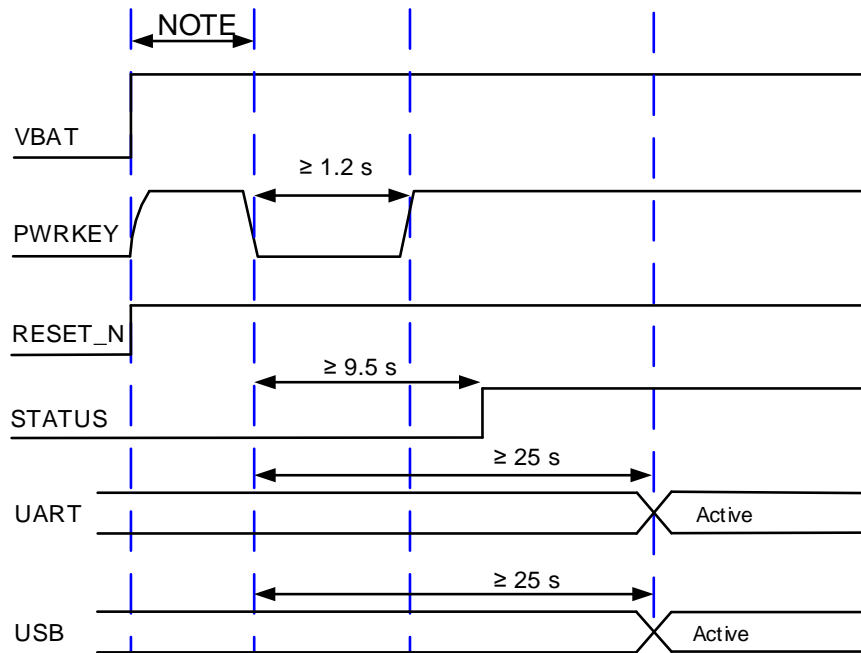 NOTE
VBAT
≥ 1.2 s
PWRKEY
RESET_N
≥ 9.5 s
STATUS
≥ 25 s
UART
Active
≥ 25 s
USB
Active